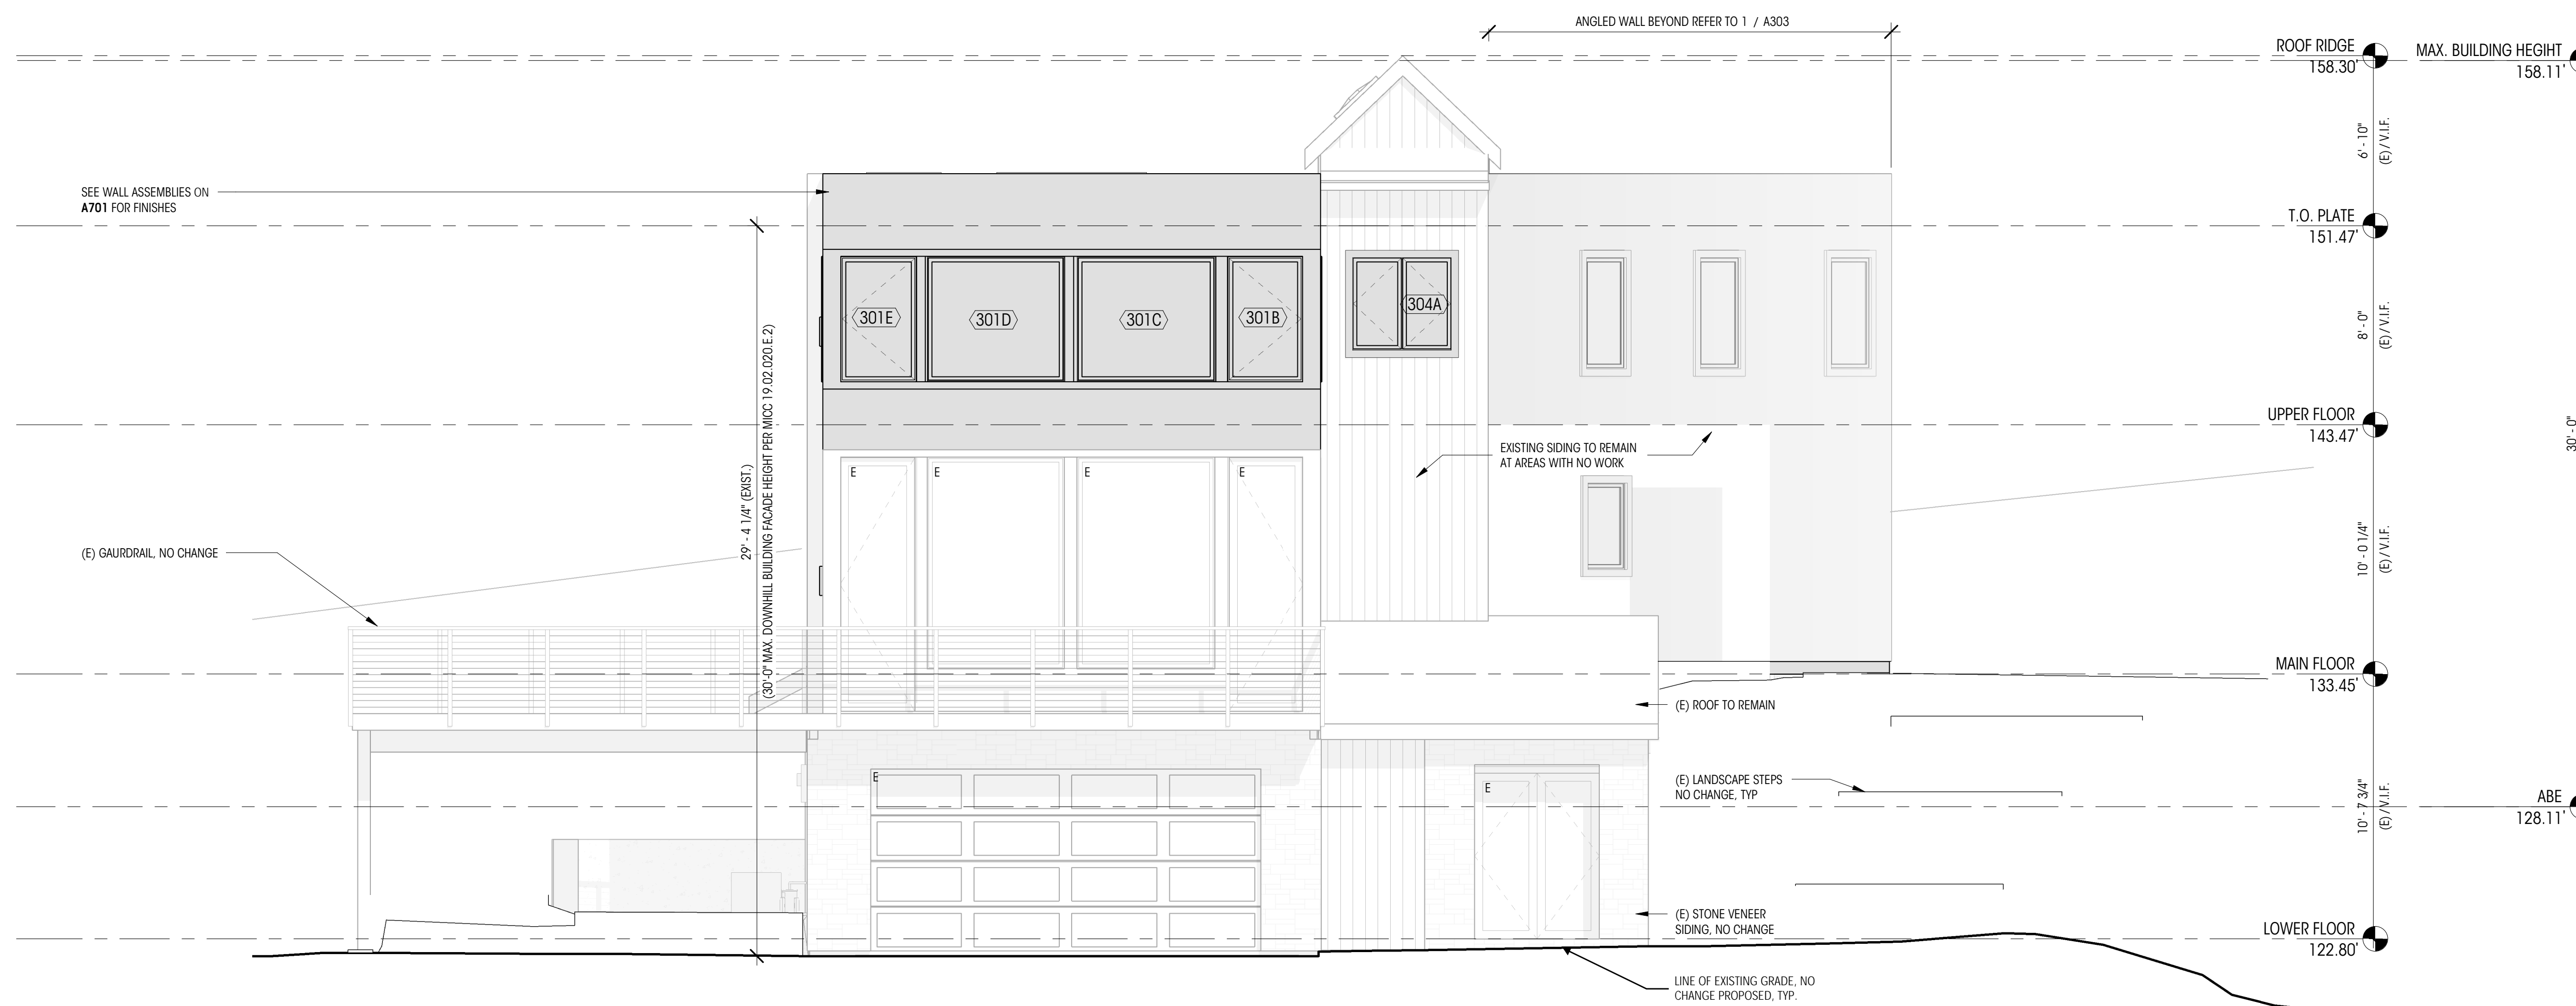 ANGLED WALL BEYOND REFER TO 1 / A303
ROOF RIDGE
158.30'
MAX. BUILDING HEGIHT
158.11'
6' - 10"
(E) / V.I.F.
SEE WALL ASSEMBLIES ON
A701 FOR FINISHES
T.O. PLATE
151.47'
301E
301D
301C
301B
304A
8' - 0"
(E) / V.I.F.
29' - 4 1/4" (EXIST.)
(30'-0" MAX. DOWNHILL BUILDING FACADE HEIGHT PER MICC 19.02.020.E.2)
UPPER FLOOR
143.47'
30' - 0"
EXISTING SIDING TO REMAIN
AT AREAS WITH NO WORK
E
E
E
E
(E) GAURDRAIL, NO CHANGE
10' - 0 1/4"
(E) / V.I.F.
MAIN FLOOR
133.45'
(E) ROOF TO REMAIN
E
E
(E) LANDSCAPE STEPS
NO CHANGE, TYP
10' - 7 3/4"
(E) / V.I.F.
ABE
128.11'
(E) STONE VENEER
SIDING, NO CHANGE
LOWER FLOOR
122.80'
LINE OF EXISTING GRADE, NO
CHANGE PROPOSED, TYP.